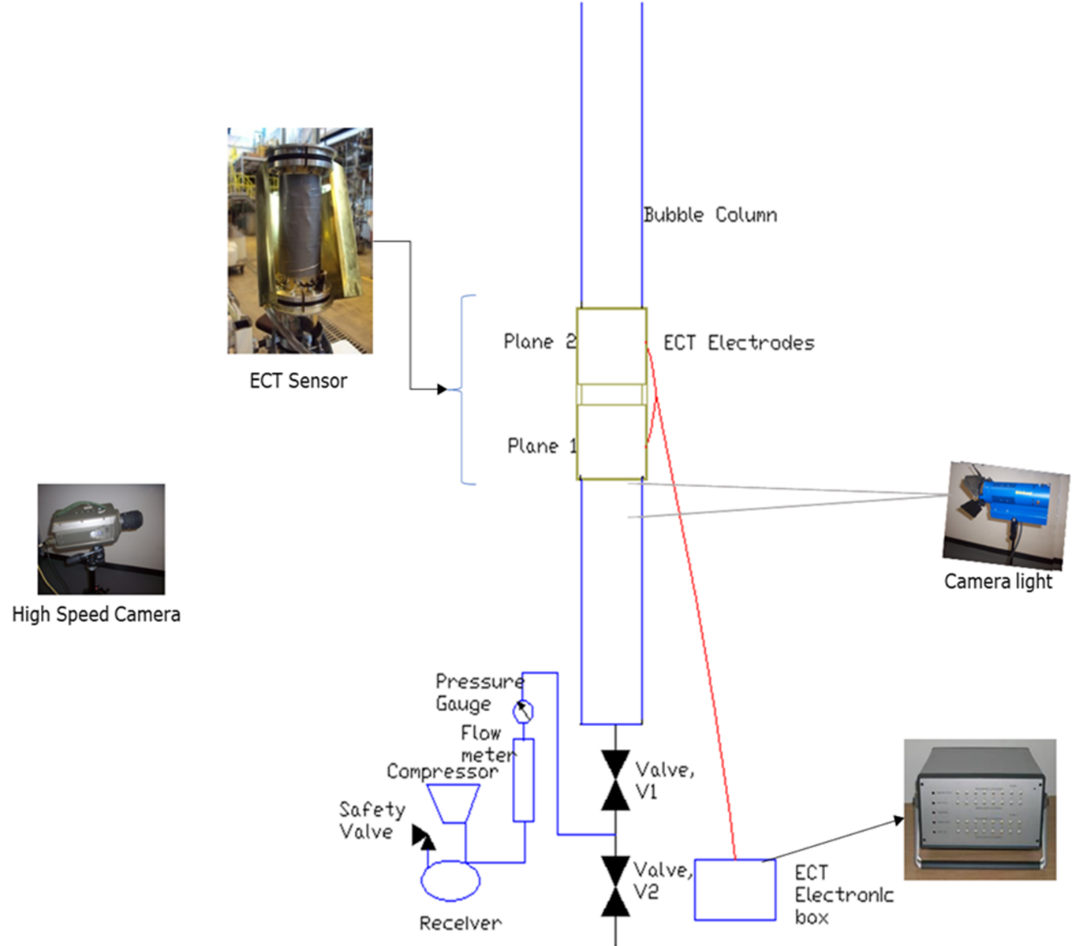 Bubble Column
Plane 2
ECT Electrodes
ECT Sensor
Plane 1
Camera light
High Speed Camera
Pressure
Gauge
Flow
meter
Compressor
Valve,
V1
Safety
Valve
Valve,
V2
ECT
Electronic
box
Receiver